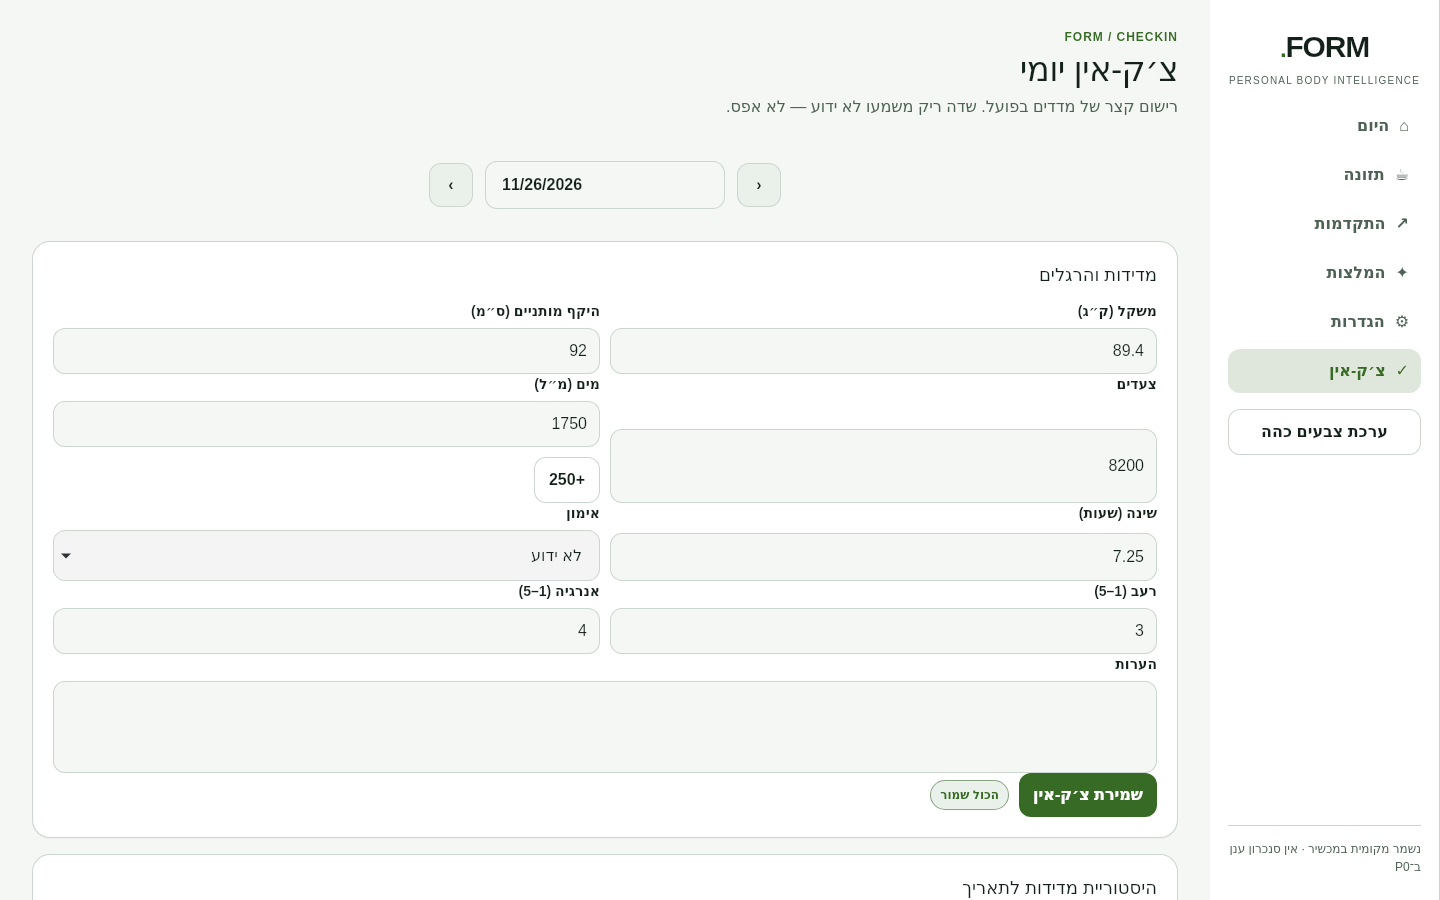 FORM.
PERSONAL BODY INTELLIGENCE
⌂ היום
☕ תזונה
↗ התקדמות
✦ המלצות
⚙ הגדרות
✓ צ׳ק-אין
ערכת צבעים כהה
נשמר מקומית במכשיר · אין סנכרון ענן
ב־P0
FORM / CHECKIN
צ׳ק-אין יומי
רישום קצר של מדדים בפועל. שדה ריק משמעו לא ידוע — לא אפס.
‹ 11/26/2026 ›
מדידות והרגלים
משקל (ק״ג)
89.4
היקף מותניים (ס״מ)
92
צעדים
8200
מים (מ״ל)
1750
+250
שינה (שעות)
7.25
אימון
לא ידוע
רעב (1–5)
3
אנרגיה (1–5)
4
הערות
שמירת צ׳ק-אין
הכול שמור
היסטוריית מדידות לתאריך